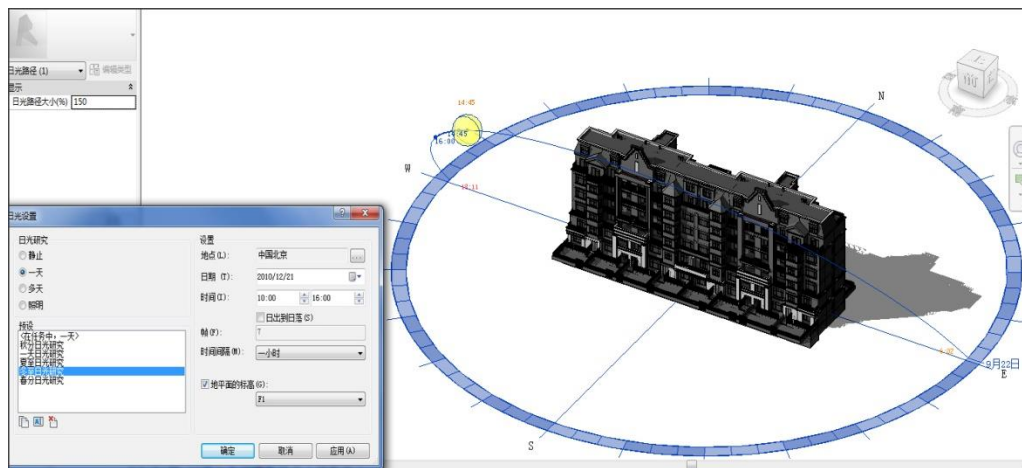 日光路径 (1)
编辑类型
显示
日光路径大小(%) 150
日光设置
日光研究
静止
一天
多天
照明
预设
<在任务中，一天>
秋分日光研究
一天日光研究
夏至日光研究
冬至日光研究
春分日光研究
设置
地点(L): 中国北京
日期 (T): 2010/12/21
时间(I): 10:00 16:00
日出到日落(S)
帧(F): 7
时间间隔(M): 一小时
地平面的标高(G):
F1
确定
取消
应用(A)
14:45
14:45
16:00
W
18:11
N
上
前
9月22日
E
S